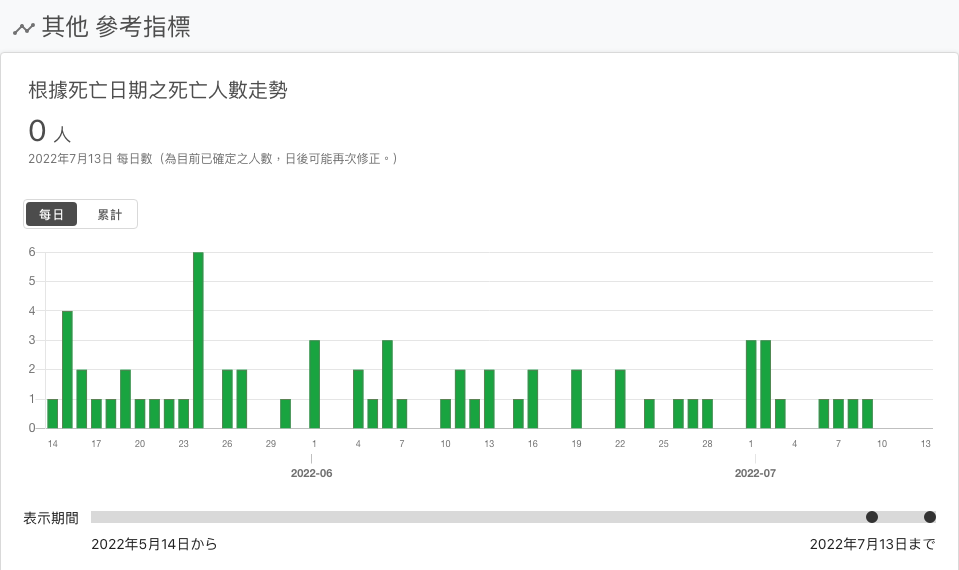 其他 參考指標
根據死亡日期之死亡人數走勢
0 人
2022年7月13日 每日數（為目前已確定之人數，日後可能再次修正。）
每日 累計
6
5
4
3
2
1
0
14 17 20 23 26 29 1 4 7 10 13 16 19 22 25 28 1 4 7 10 13
2022-06 2022-07
表示期間
2022年5月14日から 2022年7月13日まで